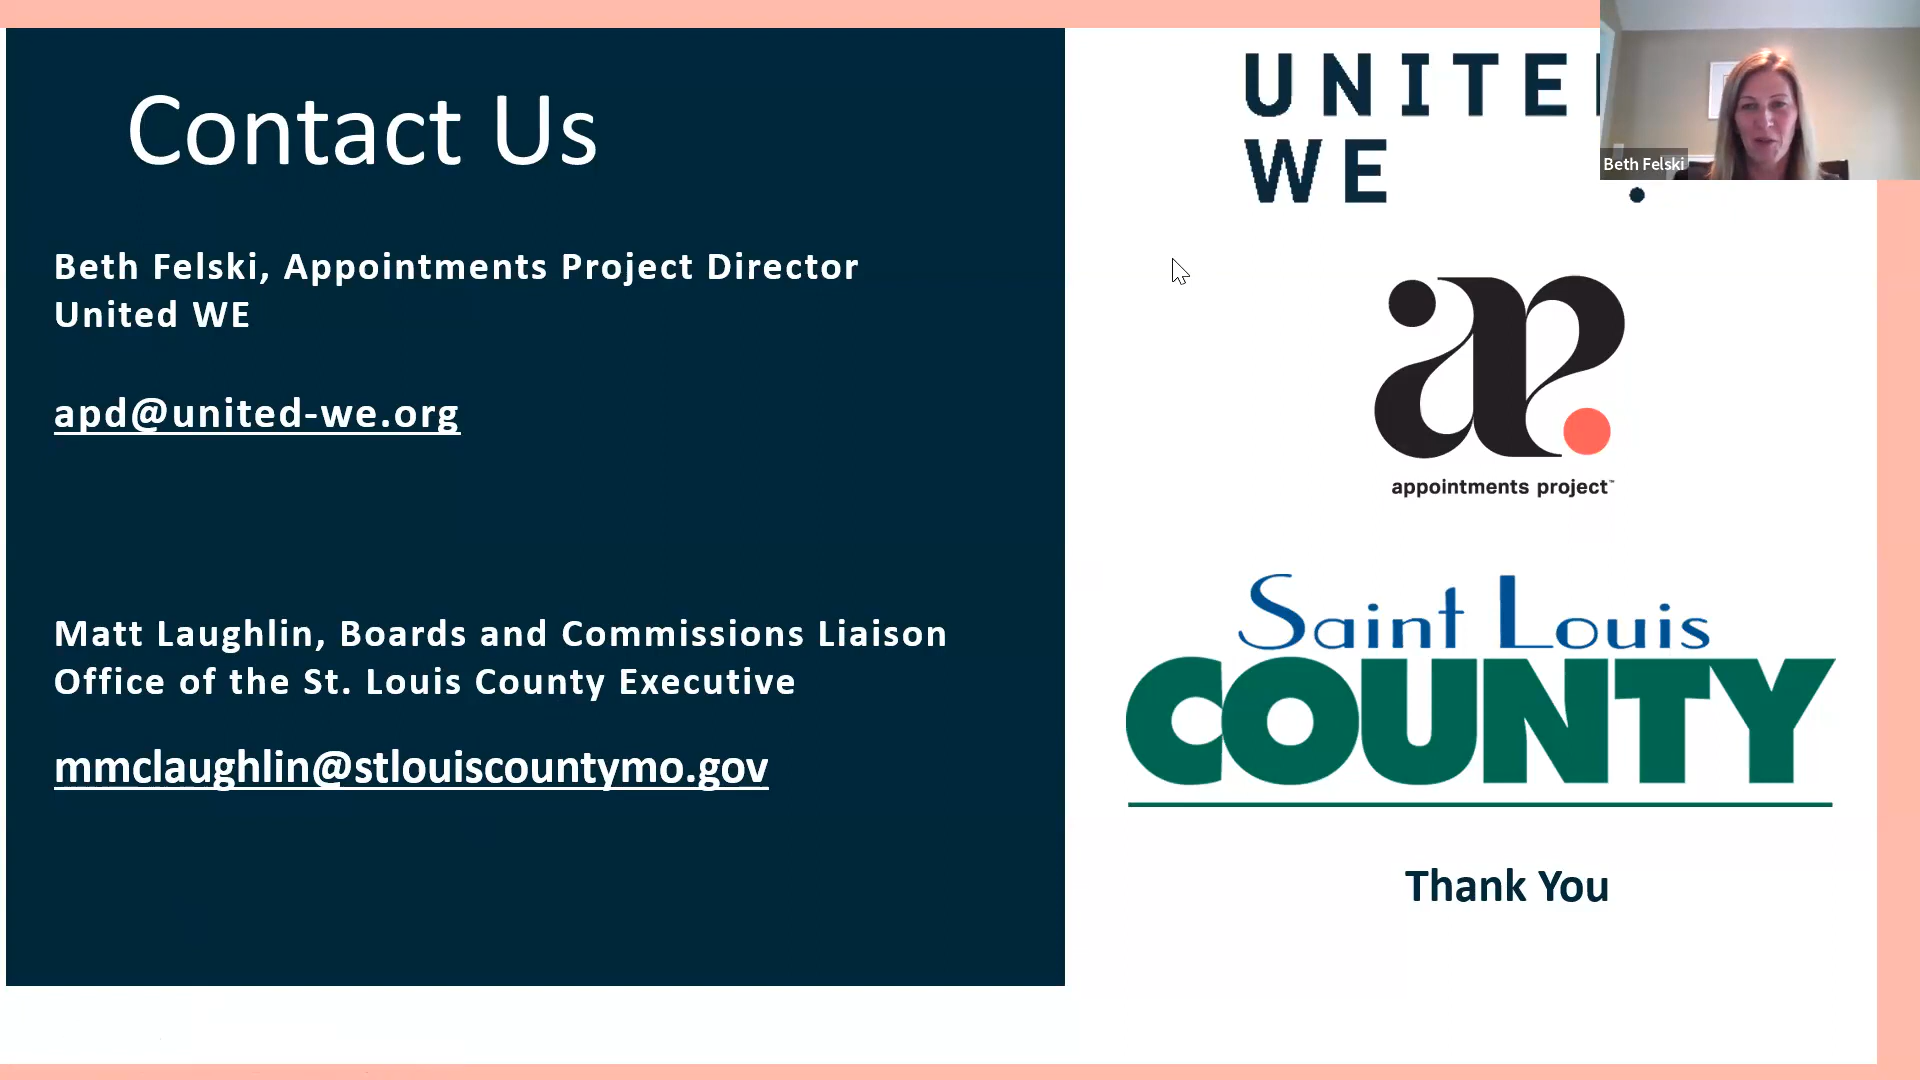 Contact Us
Beth Felski, Appointments Project Director
United WE
apd@united-we.org
Matt Laughlin, Boards and Commissions Liaison
Office of the St. Louis County Executive
mmclaughlin@stlouiscountymo.gov
UNITE
WE
Beth Felski
ap.
appointments project™
Saint Louis
COUNTY
Thank You